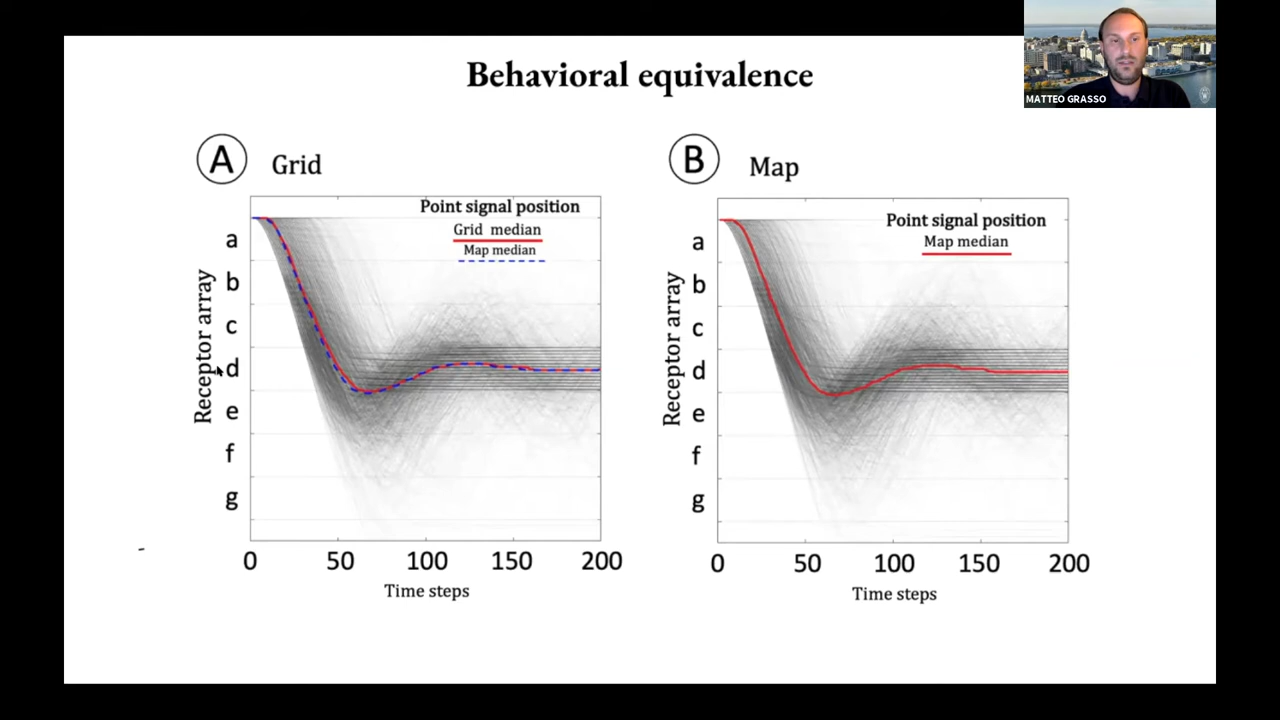 Behavioral equivalence
MATTEO GRASSO
A Grid
Point signal position
Grid median
Map median
Receptor array
a
b
c
d
e
f
g
0 50 100 150 200
Time steps
B Map
Point signal position
Map median
Receptor array
a
b
c
d
e
f
g
0 50 100 150 200
Time steps